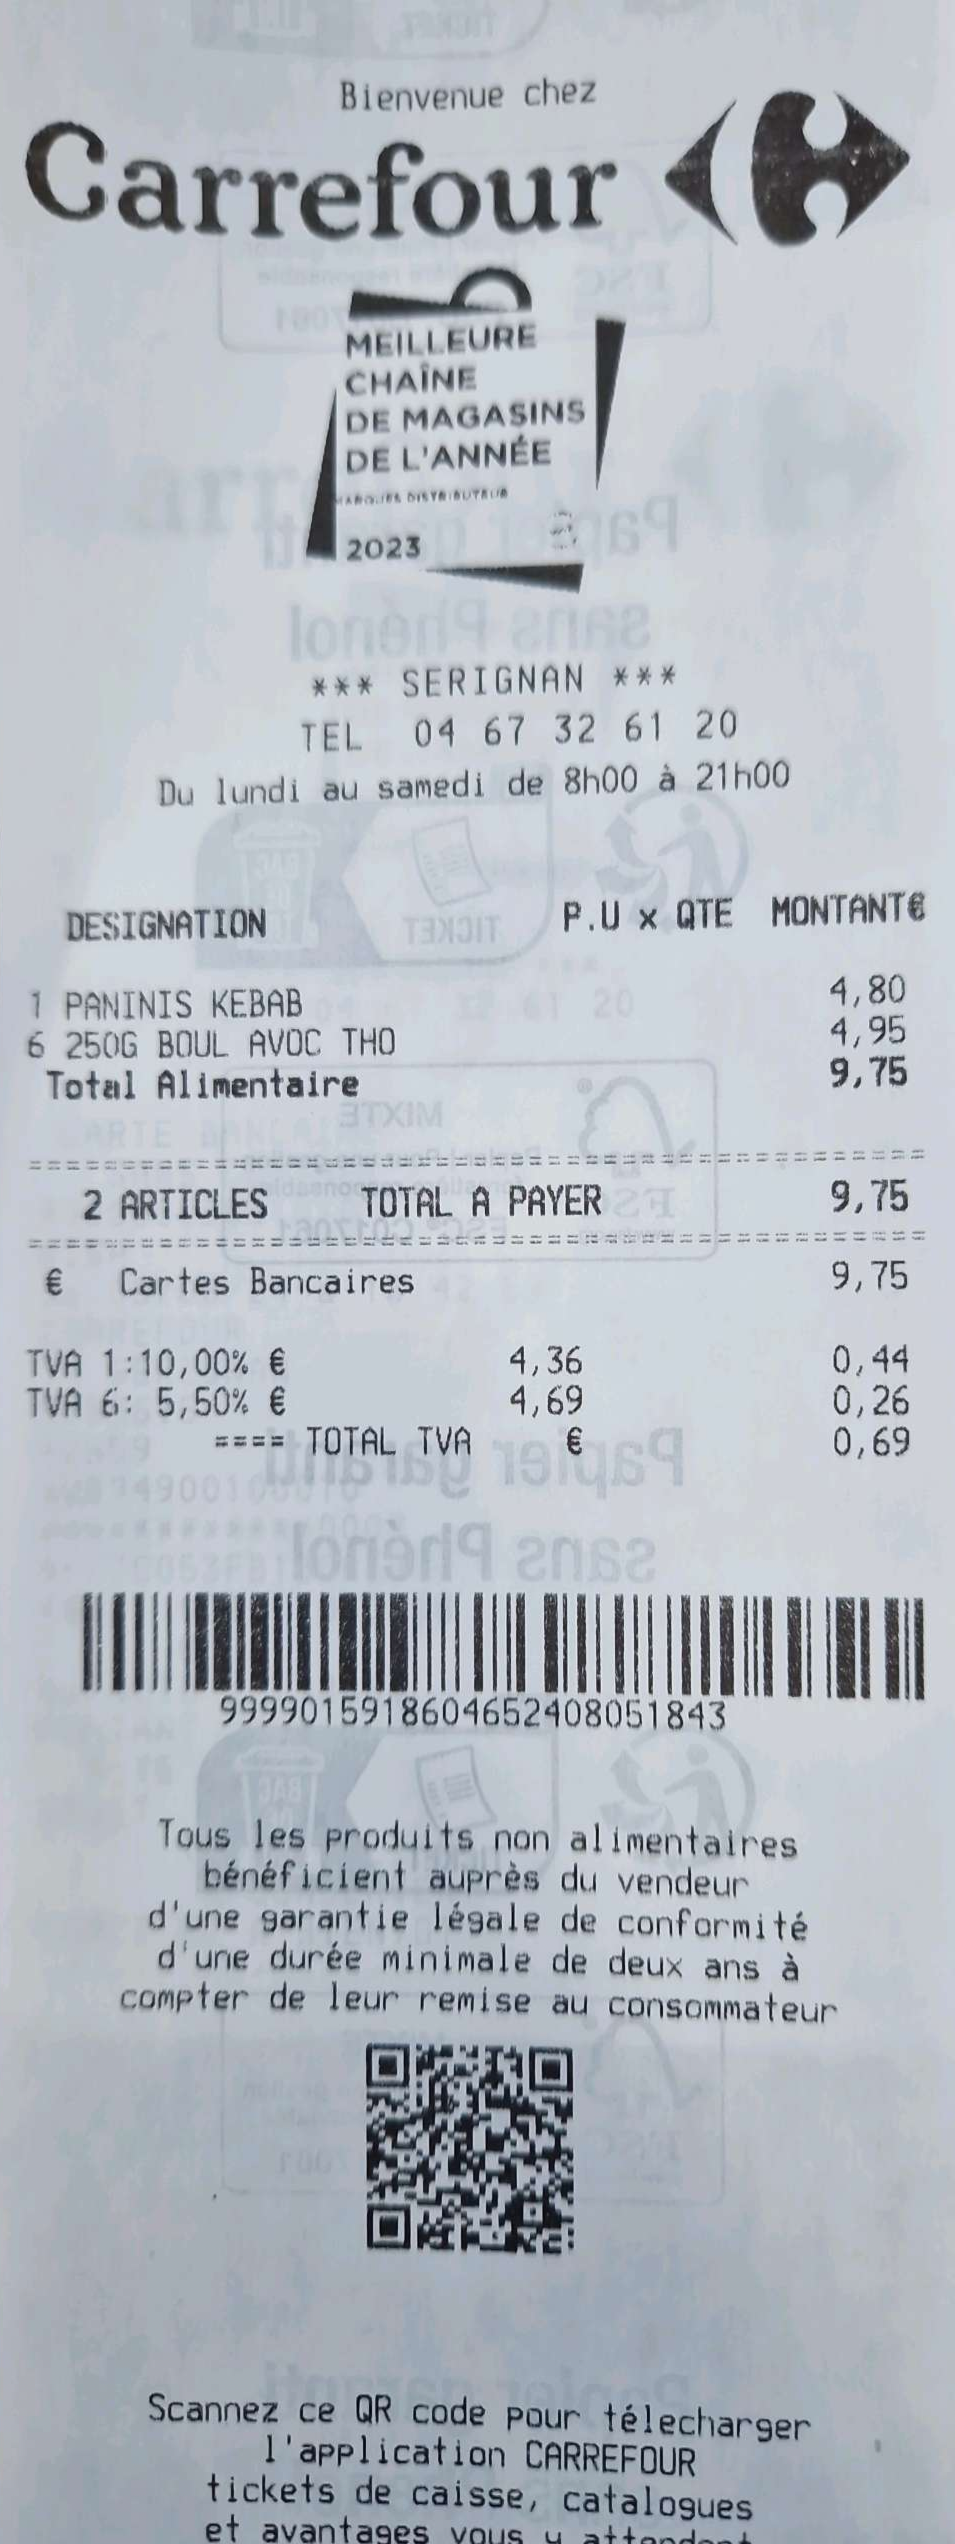 Bienvenue chez
Carrefour
MEILLEURE
CHAÎNE
DE MAGASINS
DE L'ANNÉE
MARQUES DISTRIBUTEUR
2023
*** SERIGNAN ***
TEL 04 67 32 61 20
Du lundi au samedi de 8h00 à 21h00
DESIGNATION P.U x QTE MONTANT€
1 PANINIS KEBAB 4,80
6 250G BOUL AVOC THO 4,95
Total Alimentaire 9,75
2 ARTICLES TOTAL A PAYER 9,75
€ Cartes Bancaires 9,75
TVA 1:10,00% € 4,36 0,44
TVA 6: 5,50% € 4,69 0,26
==== TOTAL TVA € 0,69
9999015918604652408051843
Tous les produits non alimentaires
bénéficient auprès du vendeur
d'une garantie légale de conformité
d'une durée minimale de deux ans à
compter de leur remise au consommateur
Scannez ce QR code pour télecharger
l'application CARREFOUR
tickets de caisse, catalogues
et avantages vous y attendent